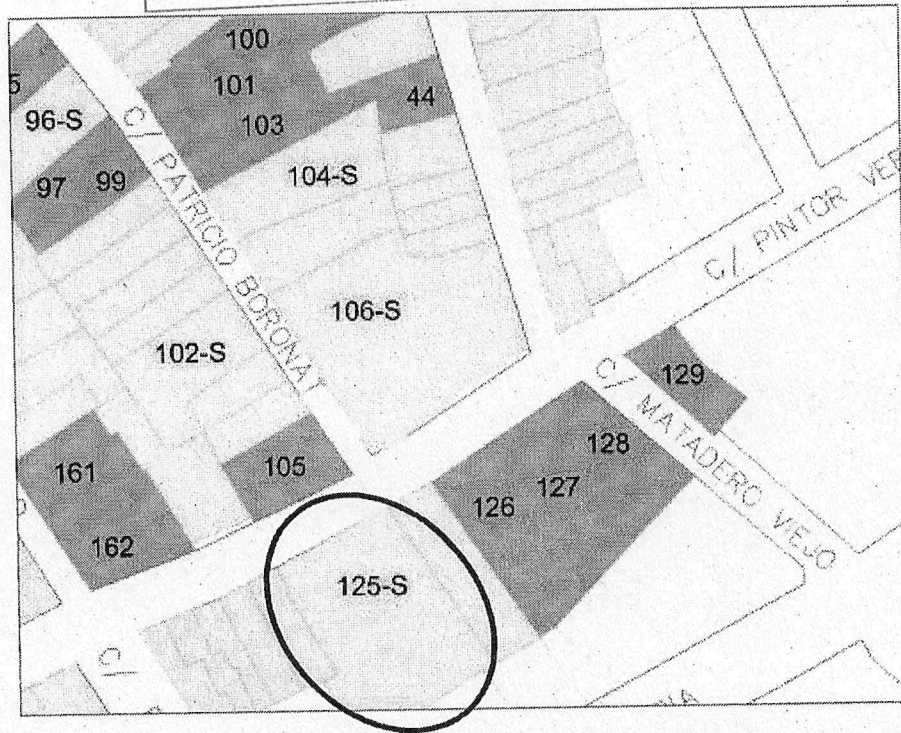 100
101
103
44
5
96-S
97
99
104-S
C/ PATRICIO BORONAT
C/ PINTOR
106-S
102-S
129
C/ MATADERO VIEJO
128
127
126
161
105
162
125-S
C/